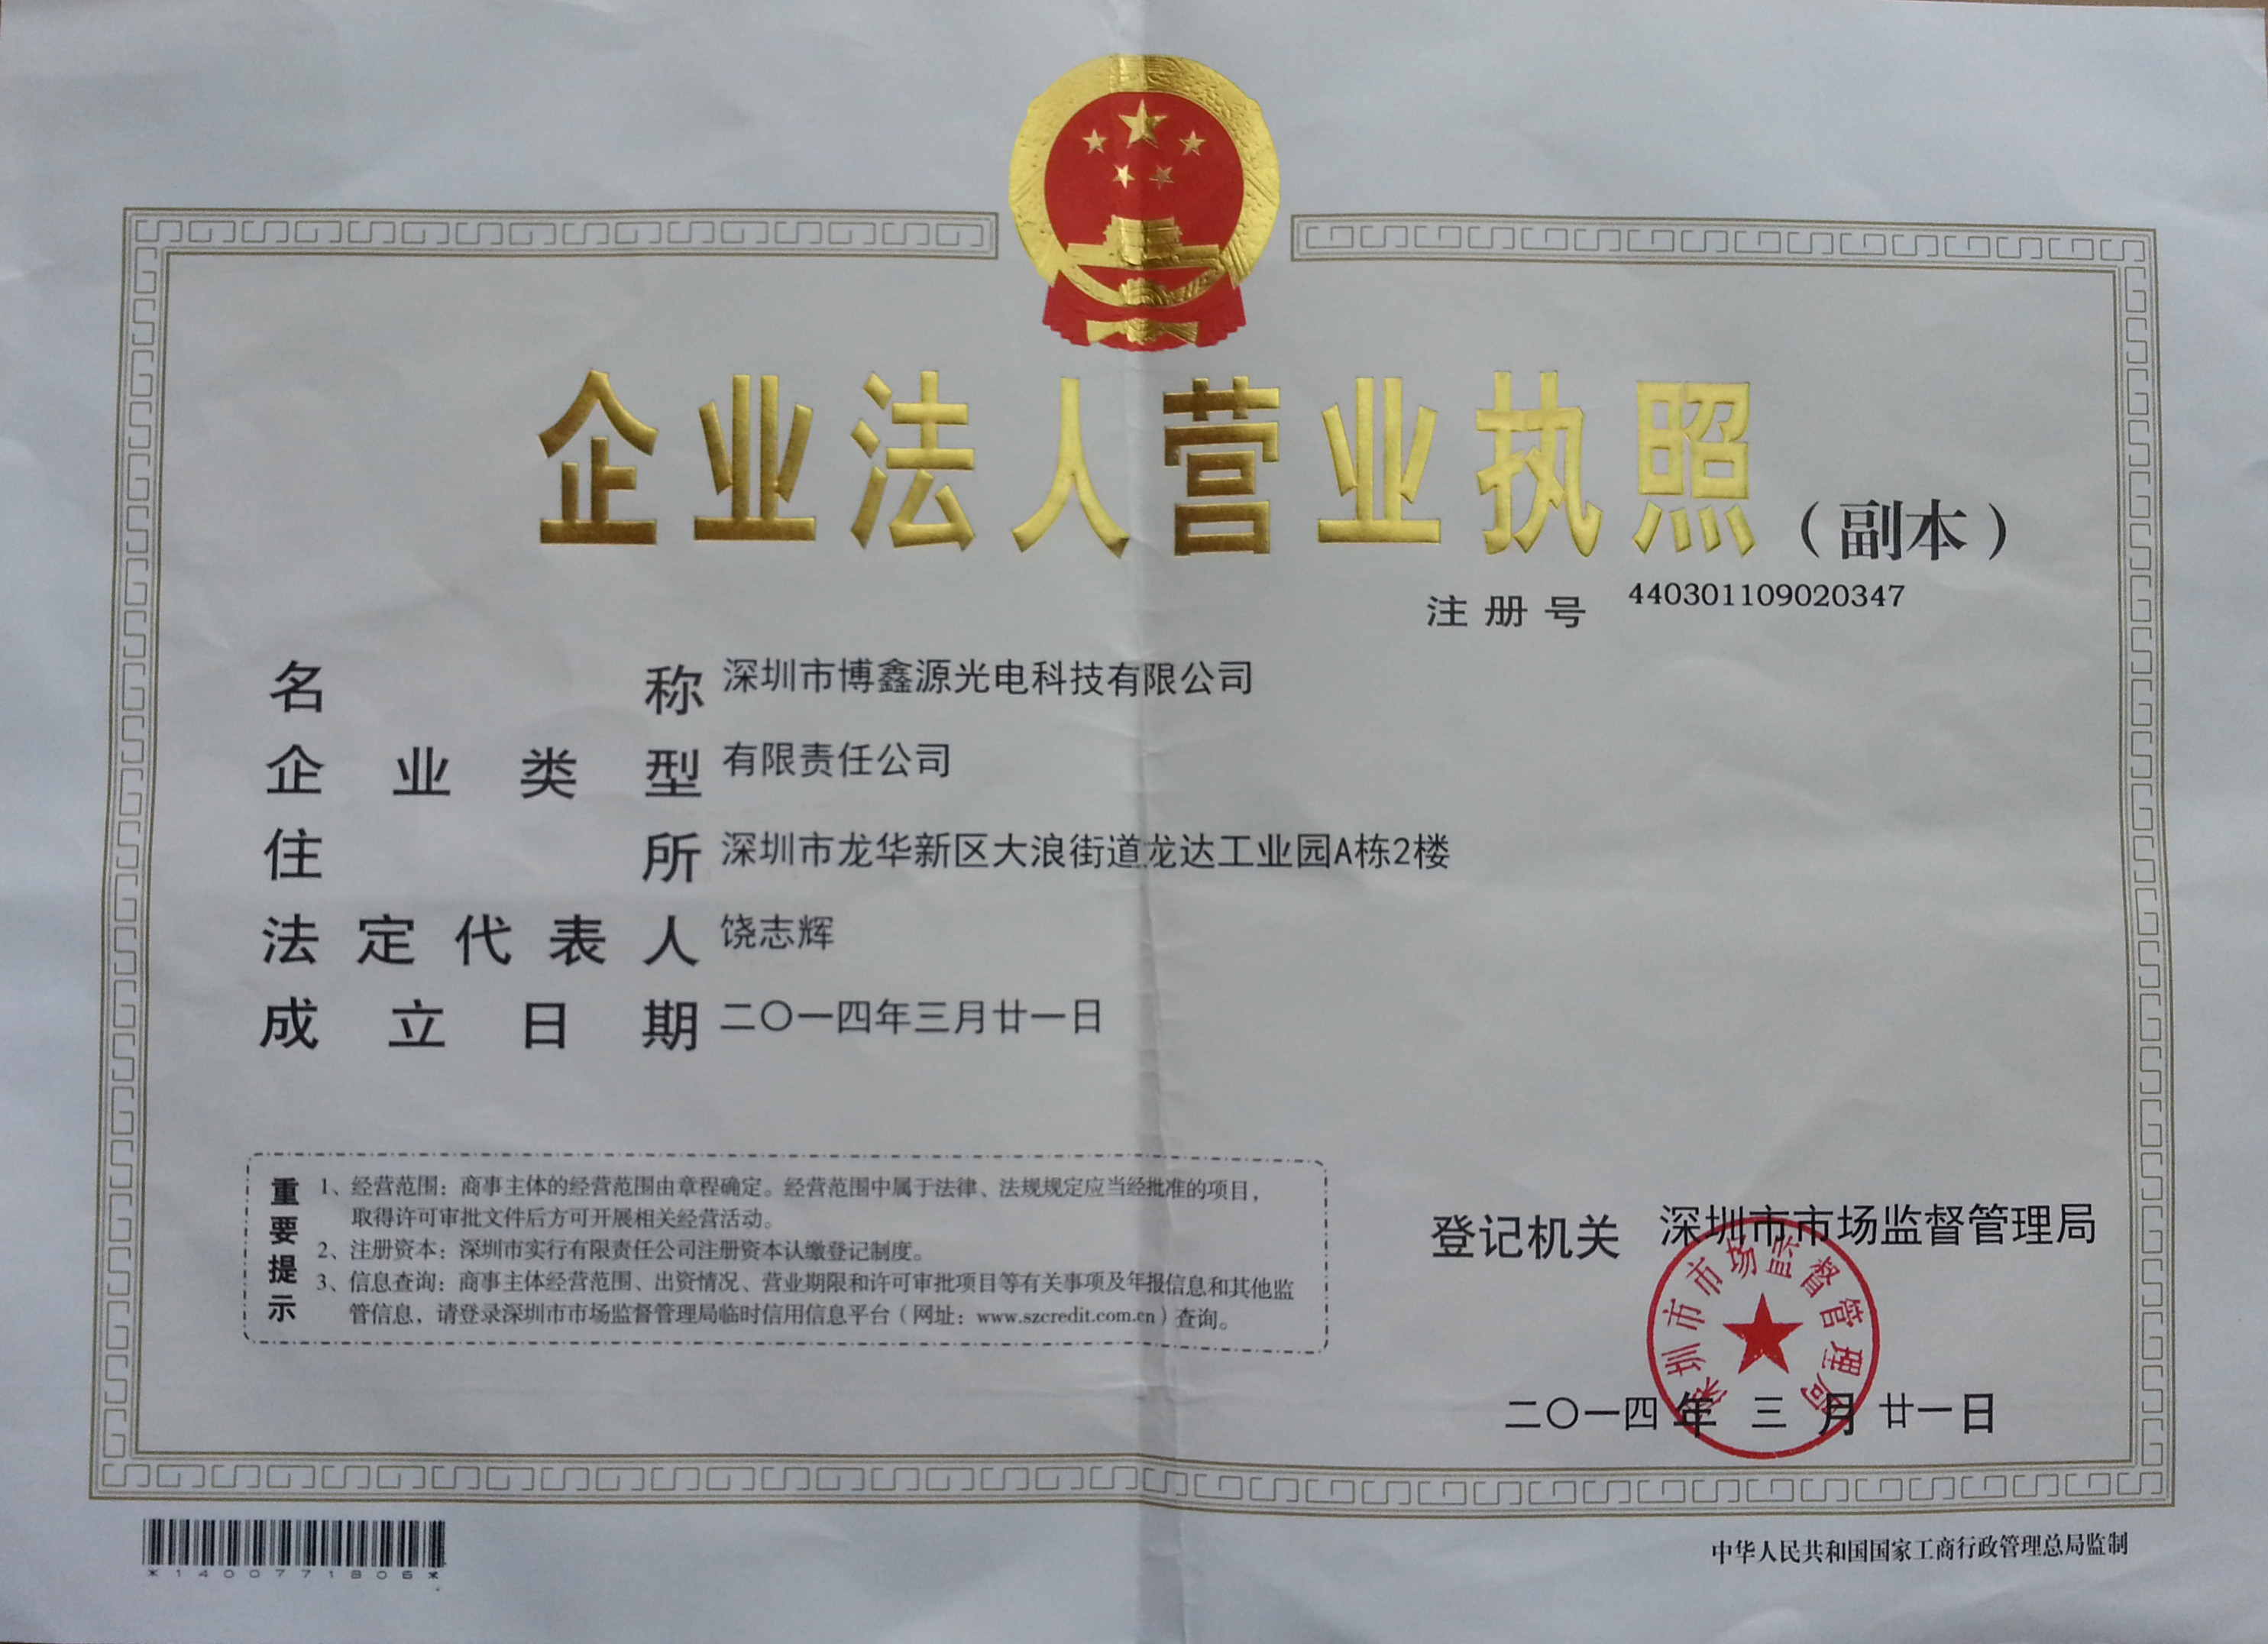 企业法人营业执照（副本）
注册号 440301109020347
名称 深圳市博鑫源光电科技有限公司
企业类型 有限责任公司
住所 深圳市龙华新区大浪街道龙达工业园A栋2楼
法定代表人 饶志辉
成立日期 二〇一四年三月廿一日
重要提示
1、经营范围：商事主体的经营范围由章程确定。经营范围中属于法律、法规规定应当经批准的项目，
取得许可审批文件后方可开展相关经营活动。
2、注册资本：深圳市实行有限责任公司注册资本认缴登记制度。
3、信息查询：商事主体经营范围、出资情况、营业期限和许可审批项目等有关事项及年报信息和其他监
管信息，请登录深圳市市场监督管理局临时信用信息平台（网址：www.szcredit.com.cn）查询。
登记机关 深圳市市场监督管理局
深圳市市场监督管理局
二〇一四年三月廿一日
*1400771806*
中华人民共和国国家工商行政管理总局监制